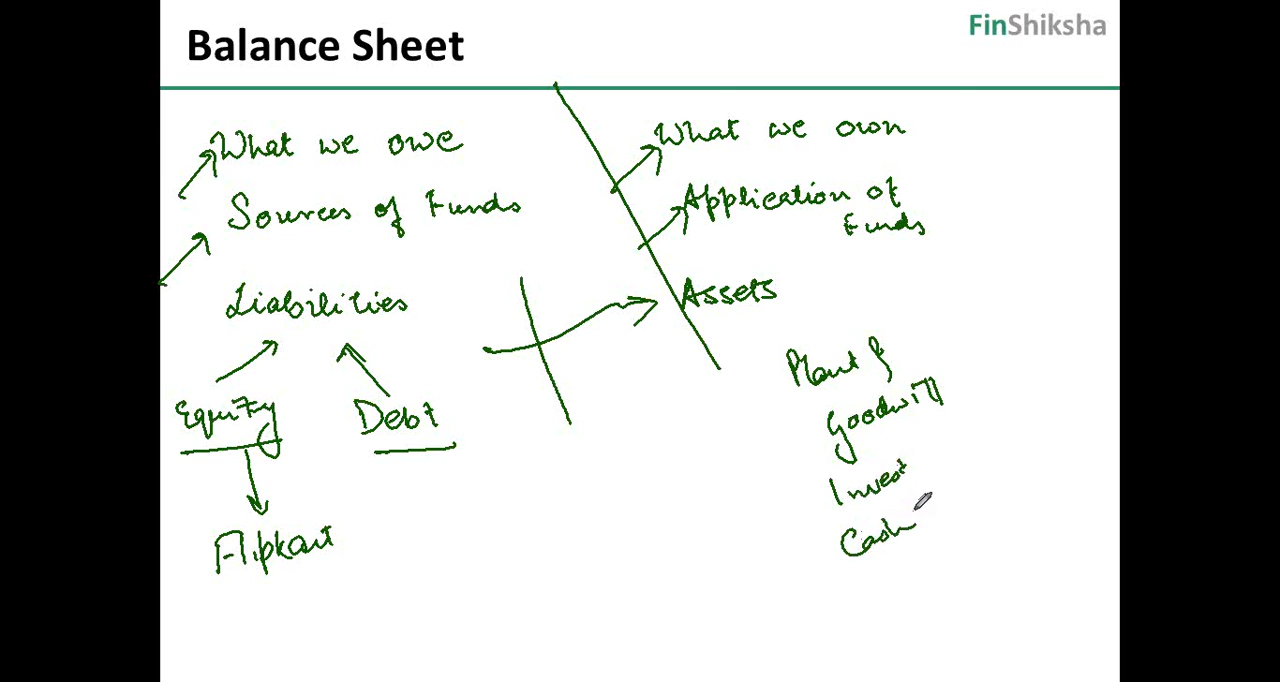 Balance Sheet
FinShiksha
What we owe
Sources of Funds
Liabilities
Equity
Debt
Flipkart
What we own
Application of
Funds
Assets
Plant &
Goodwill
Invest
Cash